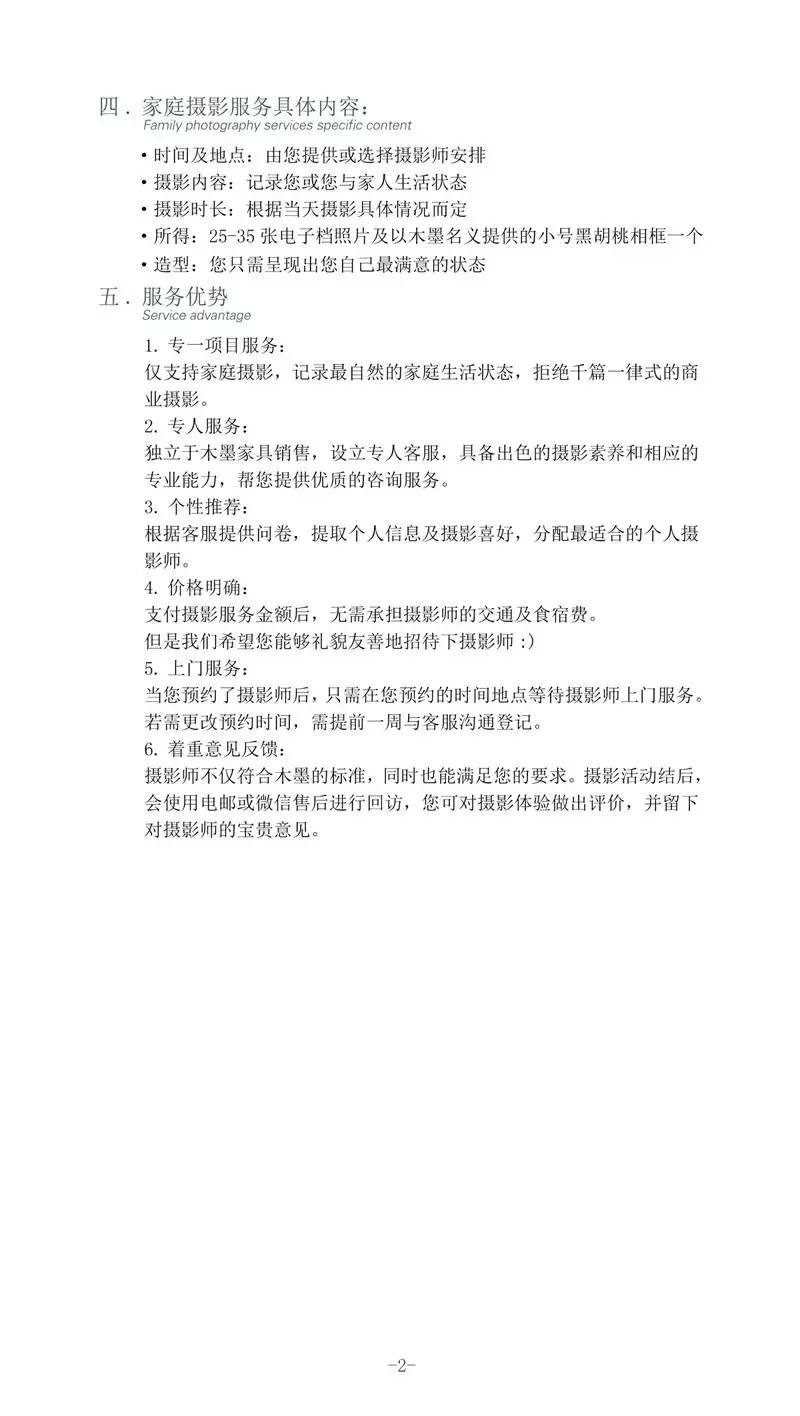 四 . 家庭摄影服务具体内容：
Family photography services specific content
• 时间及地点：由您提供或选择摄影师安排
• 摄影内容：记录您或您与家人生活状态
• 摄影时长：根据当天摄影具体情况而定
• 所得：25-35 张电子档照片及以木墨名义提供的小号黑胡桃相框一个
• 造型：您只需呈现出您自己最满意的状态
五 . 服务优势
Service advantage
1. 专一项目服务：
仅支持家庭摄影，记录最自然的家庭生活状态，拒绝千篇一律式的商
业摄影。
2. 专人服务：
独立于木墨家具销售，设立专人客服，具备出色的摄影素养和相应的
专业能力，帮您提供优质的咨询服务。
3. 个性推荐：
根据客服提供问卷，提取个人信息及摄影喜好，分配最适合的个人摄
影师。
4. 价格明确：
支付摄影服务金额后，无需承担摄影师的交通及食宿费。
但是我们希望您能够礼貌友善地招待下摄影师 :)
5. 上门服务：
当您预约了摄影师后，只需在您预约的时间地点等待摄影师上门服务。
若需更改预约时间，需提前一周与客服沟通登记。
6. 着重意见反馈：
摄影师不仅符合木墨的标准，同时也能满足您的要求。摄影活动结后，
会使用电邮或微信售后进行回访，您可对摄影体验做出评价，并留下
对摄影师的宝贵意见。
-2-